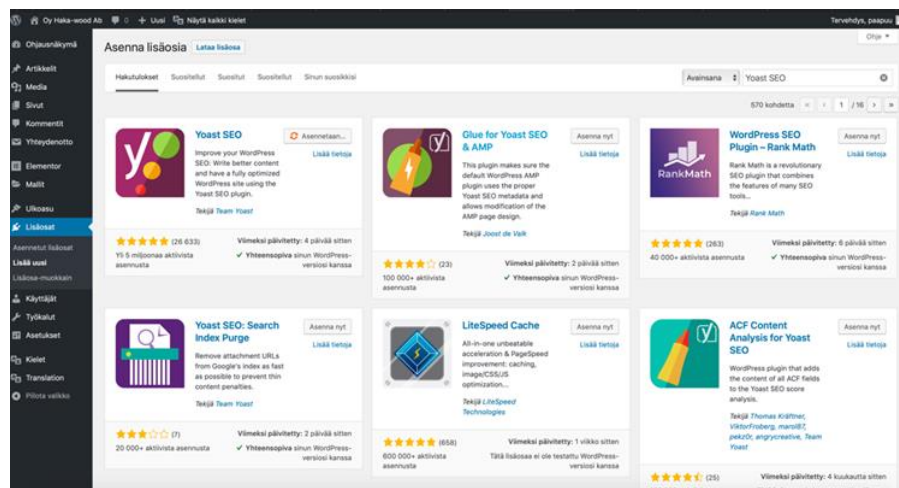 Oy Haka-wood Ab
0
Uusi
Näytä kaikki kielet
Tervehdys, paapuu
Ohjausnäkymä
Artikkelit
Media
Sivut
Kommentit
Yhteydenotto
Elementor
Mallit
Ulkoasu
Lisäosat
Asennetut lisäosat
Lisää uusi
Lisäosa-muokkain
Käyttäjät
Työkalut
Asetukset
Kielet
Translation
Piilota valikko
Asenna lisäosia
Lataa lisäosa
Ohje
Hakutulokset Suositellut Suositut Suositellut Sinun suosikkisi
Avainsana
Yoast SEO
570 kohdetta « ‹ 1 / 16 › »
Yoast SEO
Asennetaan...
Improve your WordPress
SEO: Write better content
and have a fully optimized
WordPress site using the
Yoast SEO plugin.
Tekijä Team Yoast
(26 633)
Yli 5 miljoonaa aktiivista
asennusta
Viimeksi päivitetty: 4 päivää sitten
✓ Yhteensopiva sinun WordPress-
versiosi kanssa
Glue for Yoast SEO
& AMP
Asenna nyt
Lisää tietoja
This plugin makes sure the
default WordPress AMP
plugin uses the proper
Yoast SEO metadata and
allows modification of the
AMP page design.
Tekijä Joost de Valk
(23)
100 000+ aktiivista
asennusta
Viimeksi päivitetty: 2 päivää sitten
✓ Yhteensopiva sinun WordPress-
versiosi kanssa
RankMath
WordPress SEO
Plugin – Rank Math
Asenna nyt
Lisää tietoja
Rank Math is a revolutionary
SEO plugin that combines
the features of many SEO
tools...
Tekijä Rank Math
(263)
40 000+ aktiivista asennusta
Viimeksi päivitetty: 6 päivää sitten
✓ Yhteensopiva sinun WordPress-
versiosi kanssa
Yoast SEO: Search
Index Purge
Asenna nyt
Lisää tietoja
Remove attachment URLs
from Google's index as fast
as possible to prevent thin
content penalties.
Tekijä Team Yoast
(7)
20 000+ aktiivista asennusta
Viimeksi päivitetty: 2 päivää sitten
✓ Yhteensopiva sinun WordPress-
versiosi kanssa
LiteSpeed Cache
Asenna nyt
Lisää tietoja
All-in-one unbeatable
acceleration & PageSpeed
improvement: caching,
image/CSS/JS
optimization...
Tekijä LiteSpeed
Technologies
(658)
600 000+ aktiivista
asennusta
Viimeksi päivitetty: 1 viikko sitten
Tätä lisäosaa ei ole testattu WordPress-
versiosi kanssa
ACF Content
Analysis for Yoast
SEO
Asenna nyt
Lisää tietoja
WordPress plugin that adds
the content of all ACF fields
to the Yoast SEO score
analysis.
Tekijä Thomas Kräftner,
ViktorFroberg, marol87,
pekz0r, angrycreative, Team
Yoast
(25)
Viimeksi päivitetty: 4 kuukautta sitten